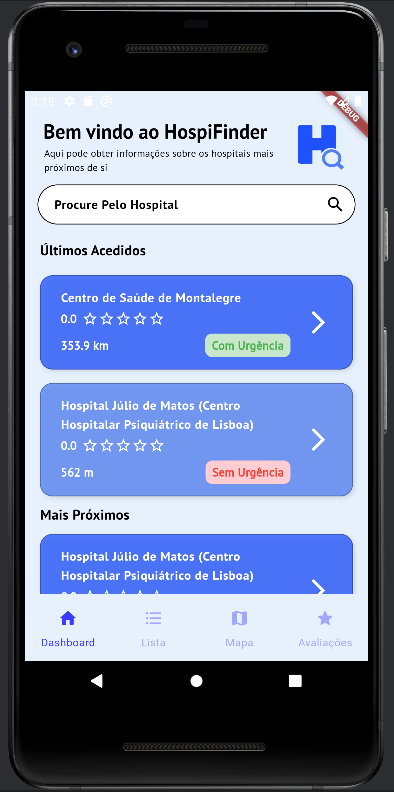 3:18
DEBUG
Bem vindo ao HospiFinder
Aqui pode obter informações sobre os hospitais mais
próximos de si
H
Procure Pelo Hospital
Últimos Acedidos
Centro de Saúde de Montalegre
0.0
353.9 km
Com Urgência
Hospital Júlio de Matos (Centro
Hospitalar Psiquiátrico de Lisboa)
0.0
562 m
Sem Urgência
Mais Próximos
Hospital Júlio de Matos (Centro
Hospitalar Psiquiátrico de Lisboa)
Dashboard
Lista
Mapa
Avaliações